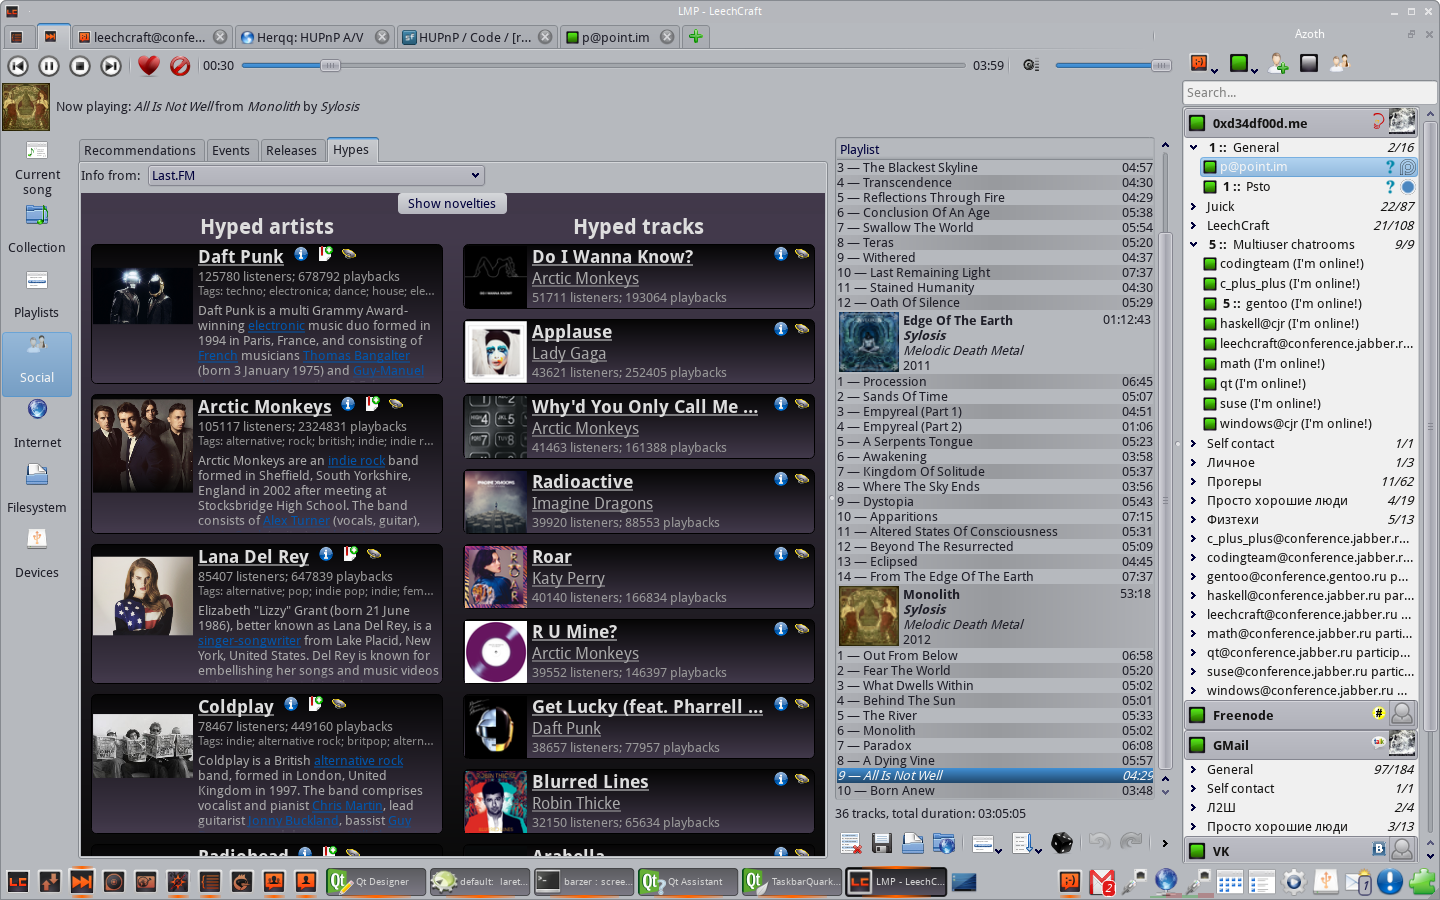 LMP - LeechCraft
leechcraft@confe...
Herqq: HUPnP A/V
HUPnP / Code / [r...
p@point.im
Azoth
00:30
03:59
Search...
Now playing: All Is Not Well from Monolith by Sylosis
Current song
Collection
Playlists
Social
Internet
Filesystem
Devices
Recommendations
Events
Releases
Hypes
Info from:
Last.FM
Show novelties
Hyped artists
Daft Punk
125780 listeners; 678792 playbacks
Tags: techno; electronica; dance; house; ele...
Daft Punk is a multi Grammy Award-
winning electronic music duo formed in
1994 in Paris, France, and consisting of
French musicians Thomas Bangalter
(born 3 January 1975) and Guy-Manuel
Arctic Monkeys
105117 listeners; 2324831 playbacks
Tags: alternative; rock; british; indie; indie r...
Arctic Monkeys are an indie rock band
formed in Sheffield, South Yorkshire,
England in 2002 after meeting at
Stocksbridge High School. The band
consists of Alex Turner (vocals, guitar),
Lana Del Rey
85407 listeners; 647839 playbacks
Tags: alternative; pop; indie pop; indie; fem...
Elizabeth "Lizzy" Grant (born 21 June
1986), better known as Lana Del Rey, is a
singer-songwriter from Lake Placid, New
York, United States. Del Rey is known for
embellishing her songs and music videos
Coldplay
78467 listeners; 449160 playbacks
Tags: indie; alternative rock; britpop; altern...
Coldplay is a British alternative rock
band, formed in London, United
Kingdom in 1997. The band comprises
vocalist and pianist Chris Martin, lead
guitarist Jonny Buckland, bassist Guy
Radiohead
Hyped tracks
Do I Wanna Know?
Arctic Monkeys
51711 listeners; 193064 playbacks
Applause
Lady Gaga
43621 listeners; 252405 playbacks
Why'd You Only Call Me ...
Arctic Monkeys
41463 listeners; 161388 playbacks
Radioactive
Imagine Dragons
39920 listeners; 88553 playbacks
Roar
Katy Perry
40140 listeners; 166834 playbacks
R U Mine?
Arctic Monkeys
39552 listeners; 146397 playbacks
Get Lucky (feat. Pharrell ...
Daft Punk
38657 listeners; 77957 playbacks
Blurred Lines
Robin Thicke
32150 listeners; 65634 playbacks
Arabella
Playlist
3 — The Blackest Skyline 04:57
4 — Transcendence 04:30
5 — Reflections Through Fire 04:29
6 — Conclusion Of An Age 05:38
7 — Swallow The World 05:54
8 — Teras 05:20
9 — Withered 04:37
10 — Last Remaining Light 07:37
11 — Stained Humanity 04:30
12 — Oath Of Silence 05:29
Edge Of The Earth 01:12:43
Sylosis
Melodic Death Metal
2011
1 — Procession 06:45
2 — Sands Of Time 05:07
3 — Empyreal (Part 1) 04:51
4 — Empyreal (Part 2) 01:06
5 — A Serpents Tongue 05:23
6 — Awakening 03:58
7 — Kingdom Of Solitude 05:37
8 — Where The Sky Ends 03:56
9 — Dystopia 05:43
10 — Apparitions 07:15
11 — Altered States Of Consciousness 05:31
12 — Beyond The Resurrected 05:09
13 — Eclipsed 04:45
14 — From The Edge Of The Earth 07:37
Monolith 53:18
Sylosis
Melodic Death Metal
2012
1 — Out From Below 06:58
2 — Fear The World 05:20
3 — What Dwells Within 05:02
4 — Behind The Sun 05:01
5 — The River 05:33
6 — Monolith 05:02
7 — Paradox 06:08
8 — A Dying Vine 05:57
9 — All Is Not Well 04:29
10 — Born Anew 03:48
36 tracks, total duration: 03:05:05
0xd34df00d.me
1 :: General 2/16
p@point.im
1 :: Psto
Juick 22/87
LeechCraft 21/108
5 :: Multiuser chatrooms 9/9
codingteam (I'm online!)
c_plus_plus (I'm online!)
5 :: gentoo (I'm online!)
haskell@cjr (I'm online!)
leechcraft@conference.jabber.r...
math (I'm online!)
qt (I'm online!)
suse (I'm online!)
windows@cjr (I'm online!)
Self contact 1/1
Личное 1/3
Прогеры 11/62
Просто хорошие люди 4/19
Физтехи 5/13
c_plus_plus@conference.jabber.r...
codingteam@conference.jabber.r...
gentoo@conference.gentoo.ru p...
haskell@conference.jabber.ru par...
leechcraft@conference.jabber.ru ...
math@conference.jabber.ru parti...
qt@conference.jabber.ru particip...
suse@conference.jabber.ru partic...
windows@conference.jabber.ru ...
Freenode
GMail
General 97/184
Self contact 1/1
Л2Ш 2/4
Просто хорошие люди 3/13
VK
Qt Designer
default: laret...
barzer : scree...
Qt Assistant
TaskbarQuark...
LMP - LeechC...
2
1